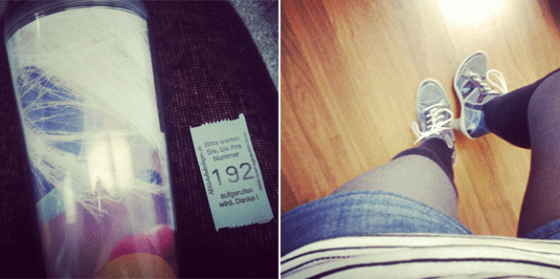 Bitte warten
Sie, bis Ihre
Nummer
192
aufgerufen
wird. Danke!